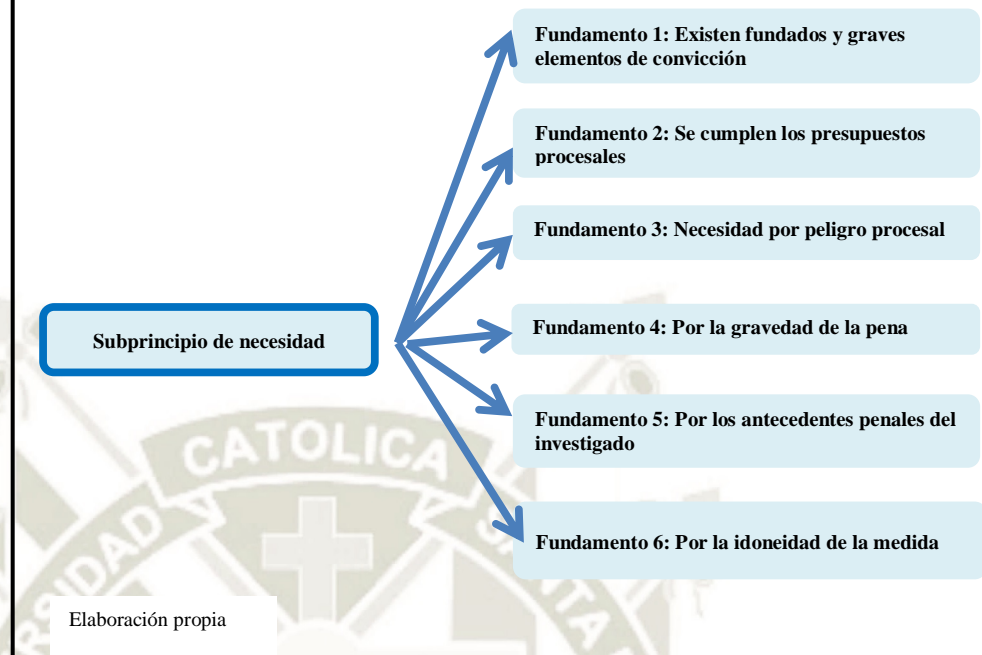 Fundamento 1: Existen fundados y graves
elementos de convicción
Fundamento 2: Se cumplen los presupuestos
procesales
Fundamento 3: Necesidad por peligro procesal
Subprincipio de necesidad
Fundamento 4: Por la gravedad de la pena
Fundamento 5: Por los antecedentes penales del
investigado
Fundamento 6: Por la idoneidad de la medida
CATOLICA
Elaboración propia